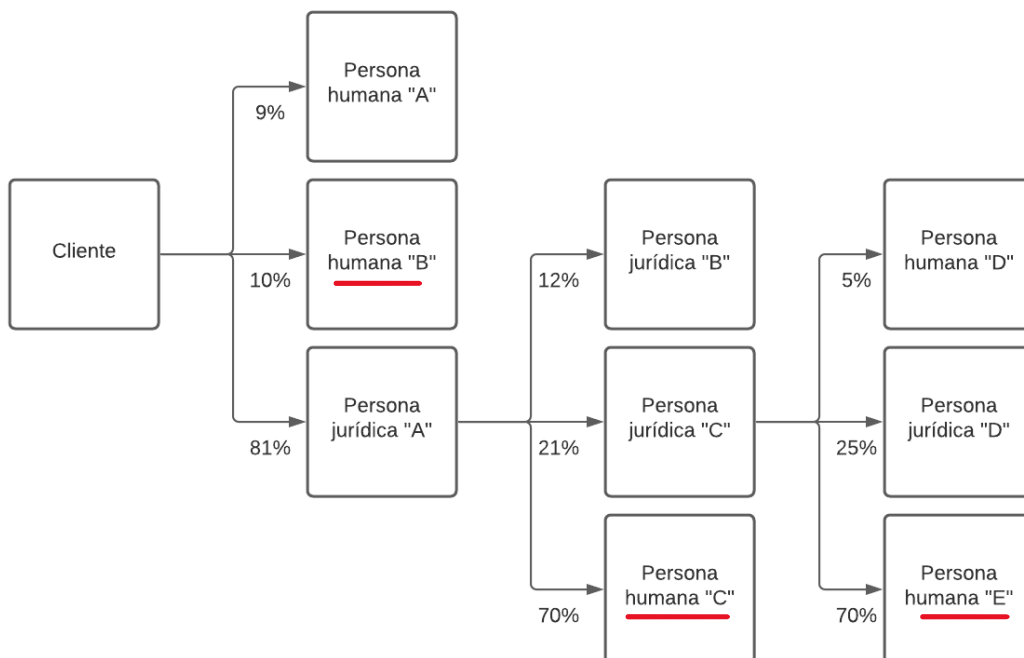 Persona
humana "A"
9%
Cliente
Persona
humana "B"
10%
Persona
jurídica "A"
81%
Persona
jurídica "B"
12%
Persona
jurídica "C"
21%
Persona
humana "C"
70%
Persona
humana "D"
5%
Persona
jurídica "D"
25%
Persona
humana "E"
70%